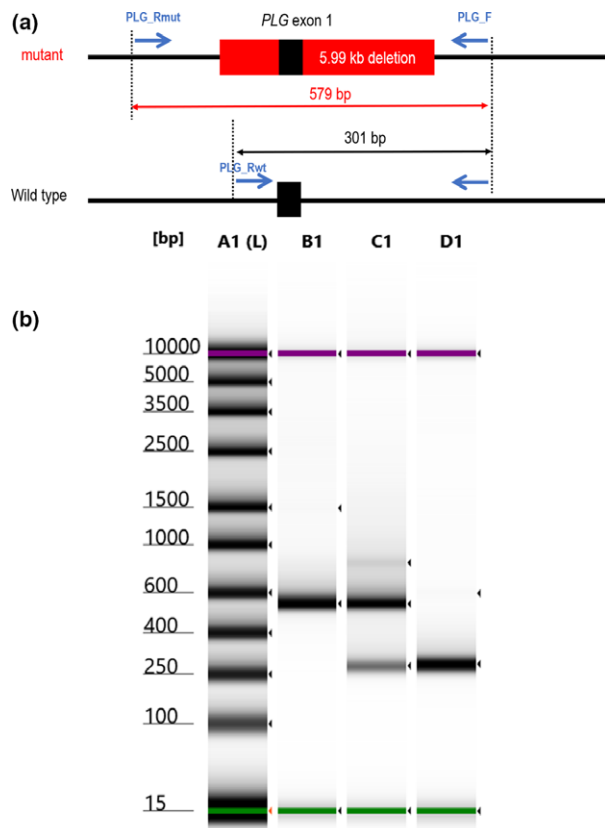 (a)
PLG_Rmut
PLG exon 1
PLG_F
mutant
5.99 kb deletion
579 bp
301 bp
PLG_Rwt
Wild type
[bp] A1 (L) B1 C1 D1
(b)
10000
5000
3500
2500
1500
1000
600
400
250
100
15